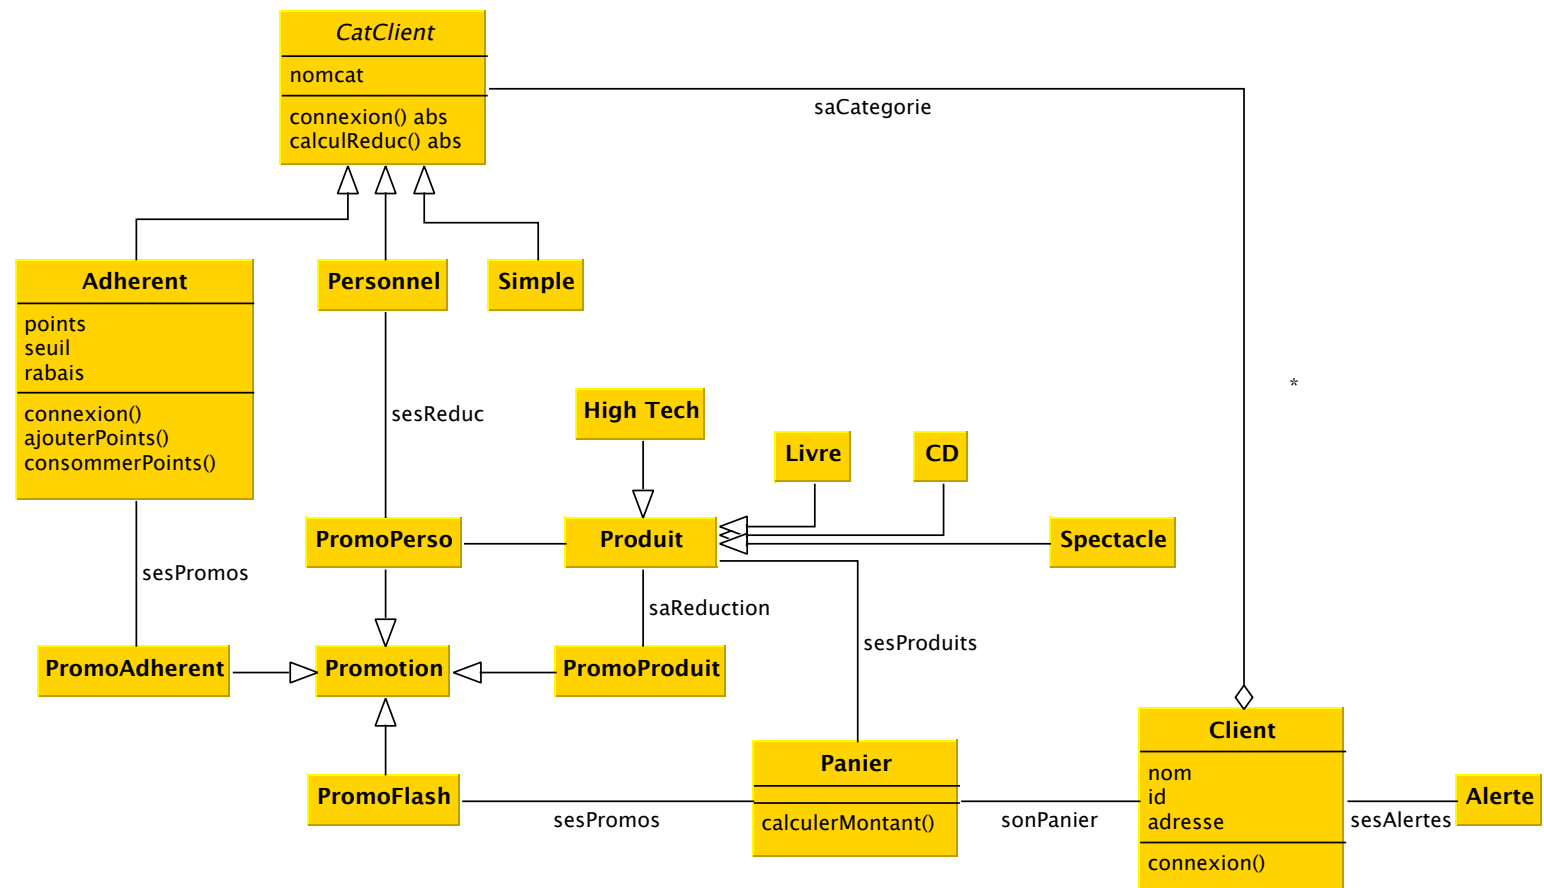 CatClient
nomcat
connexion() abs
calculReduc() abs
saCategorie
Adherent
points
seuil
rabais
connexion()
ajouterPoints()
consommerPoints()
Personnel
Simple
*
sesReduc
High Tech
Livre
CD
PromoPerso
Produit
Spectacle
sesPromos
saReduction
sesProduits
PromoAdherent
Promotion
PromoProduit
PromoFlash
sesPromos
Panier
calculerMontant()
sonPanier
Client
nom
id
adresse
connexion()
sesAlertes
Alerte